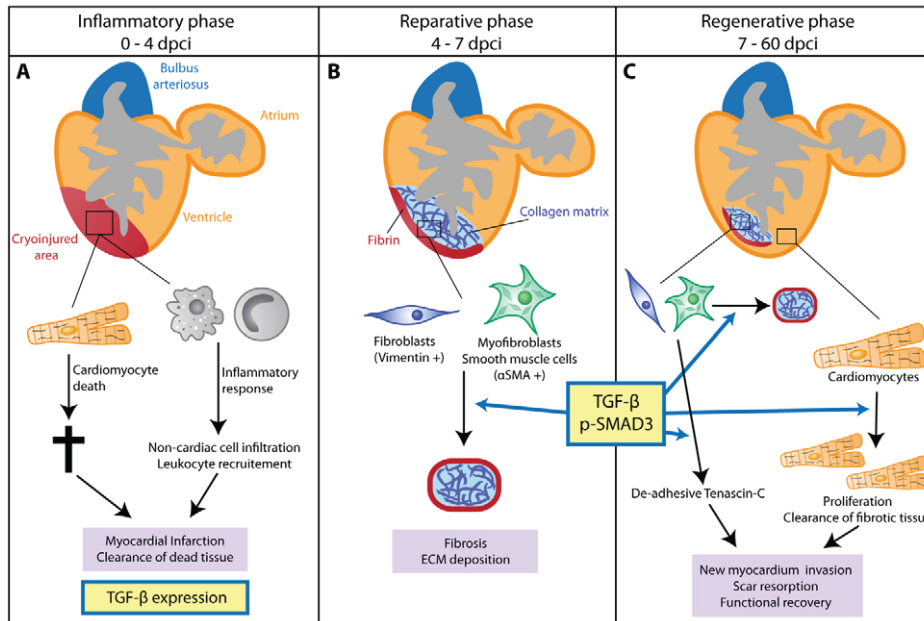 Inflammatory phase
0 - 4 dpci
Reparative phase
4 - 7 dpci
Regenerative phase
7 - 60 dpci
A
Bulbus
arteriosus
Atrium
Ventricle
Cryoinjured
area
Cardiomyocyte
death
Inflammatory
response
Non-cardiac cell infiltration
Leukocyte recruitement
Myocardial Infarction
Clearance of dead tissue
TGF-β expression
B
Collagen matrix
Fibrin
Fibroblasts
(Vimentin +)
Myofibroblasts
Smooth muscle cells
(αSMA +)
TGF-β
p-SMAD3
Fibrosis
ECM deposition
C
Cardiomyocytes
De-adhesive Tenascin-C
Proliferation
Clearance of fibrotic tissu
New myocardium invasion
Scar resorption
Functional recovery